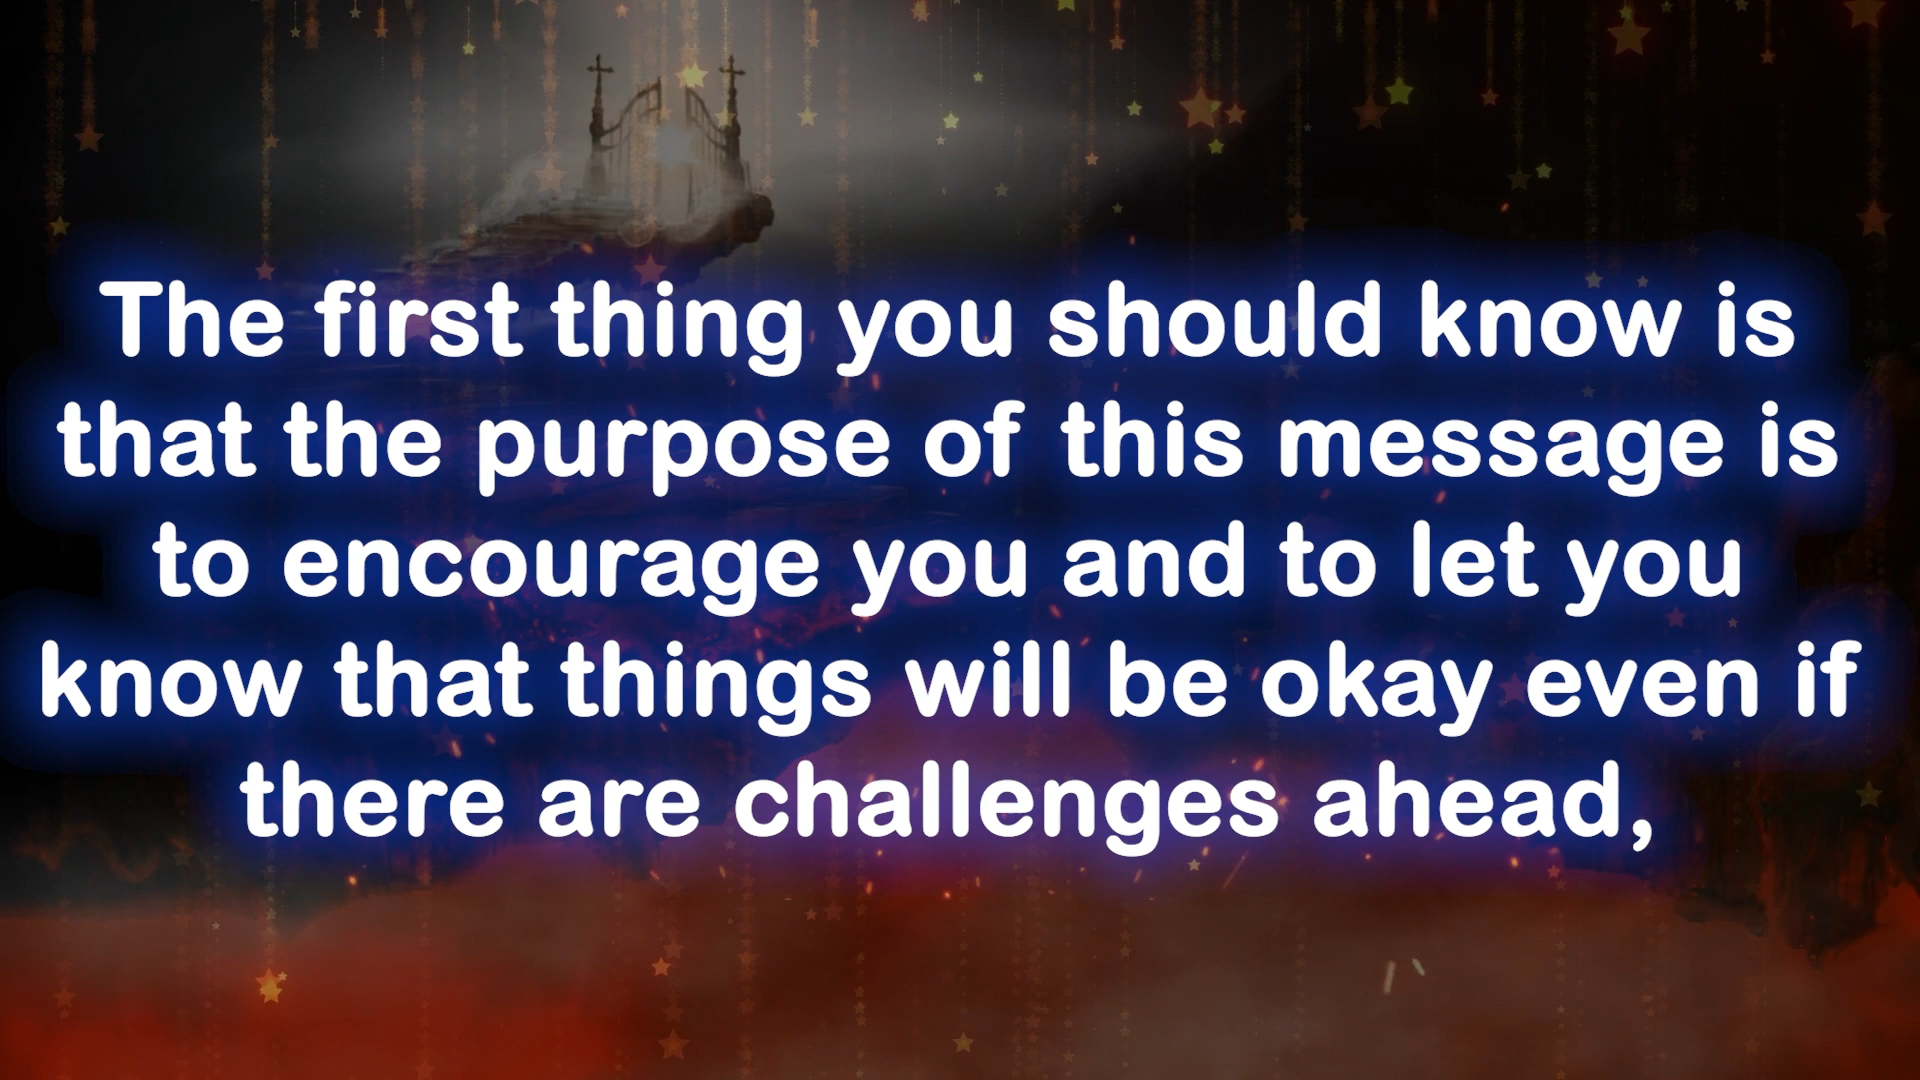 The first thing you should know is
that the purpose of this message is
to encourage you and to let you
know that things will be okay even if
there are challenges ahead,